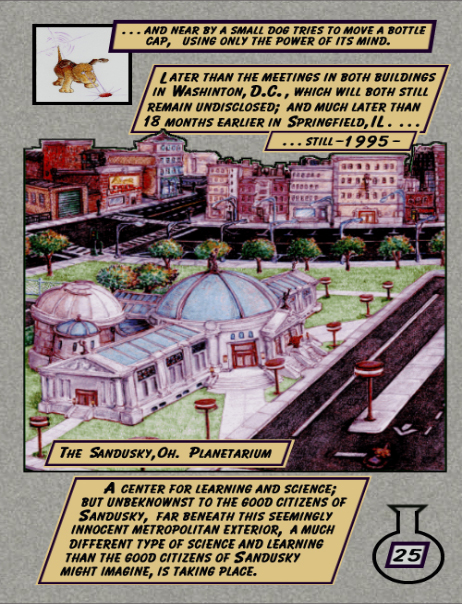 ...AND NEAR BY A SMALL DOG TRIES TO MOVE A BOTTLE
CAP, USING ONLY THE POWER OF ITS MIND.
LATER THAN THE MEETINGS IN BOTH BUILDINGS
IN WASHINTON, D.C., WHICH WILL BOTH STILL
REMAIN UNDISCLOSED; AND MUCH LATER THAN
18 MONTHS EARLIER IN SPRINGFIELD, IL. ...
...STILL-1995-
THE SANDUSKY, OH. PLANETARIUM
A CENTER FOR LEARNING AND SCIENCE;
BUT UNBEKNOWNST TO THE GOOD CITIZENS OF
SANDUSKY, FAR BENEATH THIS SEEMINGLY
INNOCENT METROPOLITAN EXTERIOR, A MUCH
DIFFERENT TYPE OF SCIENCE AND LEARNING
THAN THE GOOD CITIZENS OF SANDUSKY
MIGHT IMAGINE, IS TAKING PLACE.
25